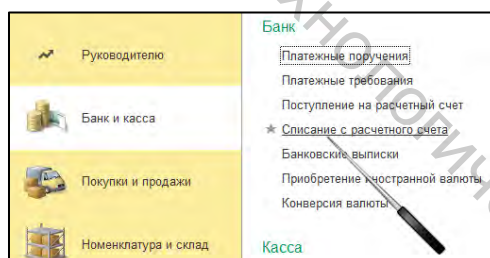 Руководителю
Банк и касса
Покупки и продажи
Номенклатура и склад
Банк
Платежные поручения
Платежные требования
Поступление на расчетный счет
Списание с расчетного счета
Банковские выписки
Приобретение иностранной валюты
Конверсия валюты
Касса